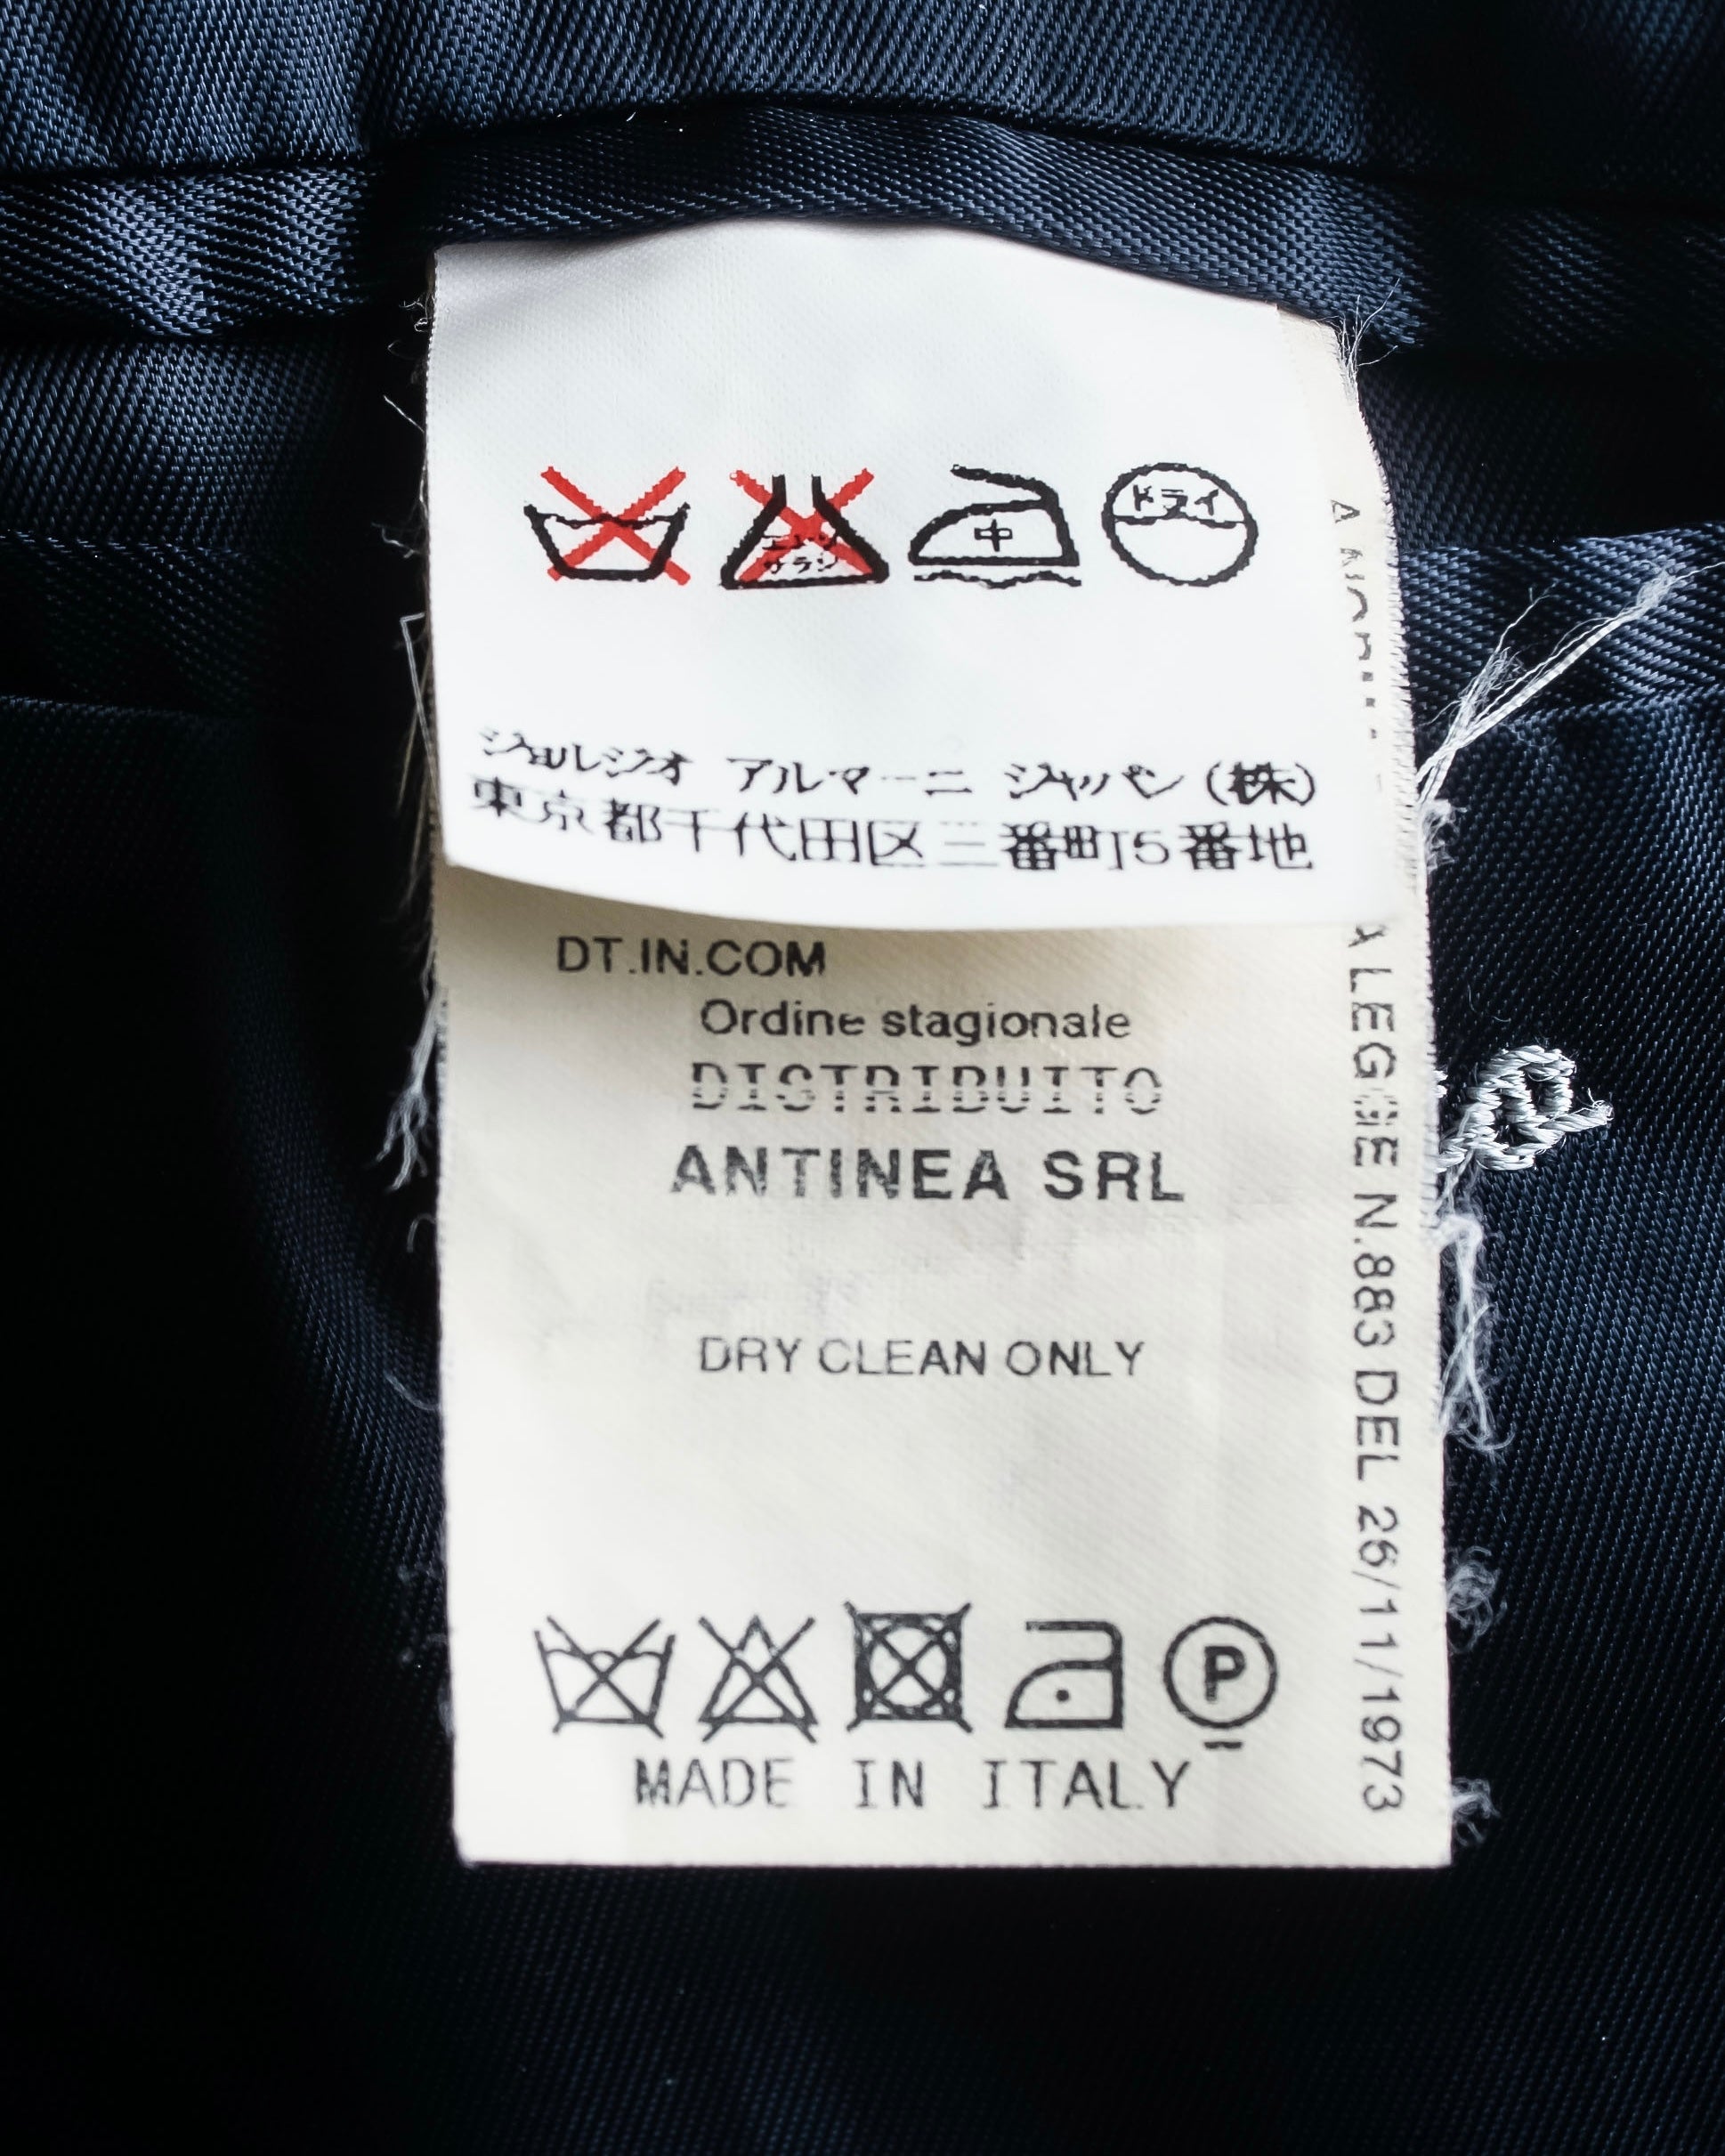 中
ドライ
ジョルジオ アルマーニ ジャパン (株)
東京都千代田区三番町15番地
DT.IN.COM
Ordine stagionale
DISTRIBUITO
ANTINEA SRL
DRY CLEAN ONLY
P
MADE IN ITALY
LEGGE N.883 DEL 26/11/1973